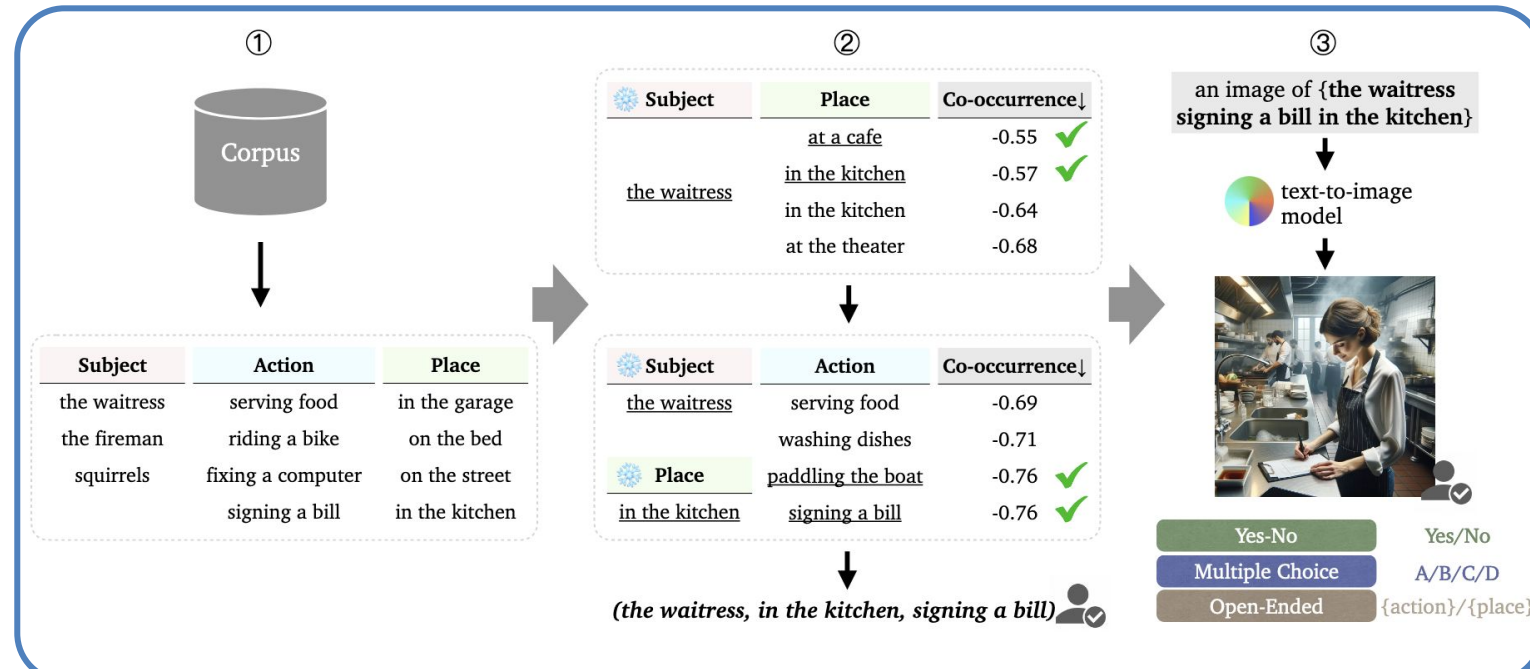 ①
Corpus
Subject Action Place
the waitress serving food in the garage
the fireman riding a bike on the bed
squirrels fixing a computer on the street
signing a bill in the kitchen
②
Subject Place Co-occurrence↓
at a cafe -0.55
in the kitchen -0.57
the waitress
in the kitchen -0.64
at the theater -0.68
Subject Action Co-occurrence↓
the waitress serving food -0.69
washing dishes -0.71
Place paddling the boat -0.76
in the kitchen signing a bill -0.76
(the waitress, in the kitchen, signing a bill)
③
an image of {the waitress
signing a bill in the kitchen}
text-to-image
model
Yes-No Yes/No
Multiple Choice A/B/C/D
Open-Ended {action}/{place}